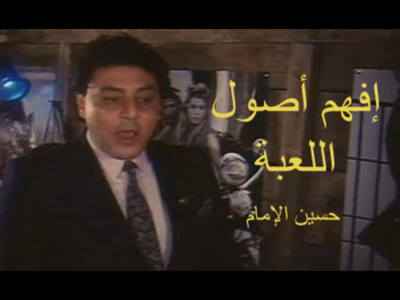 إفهم أصول
اللعبة
حسين الإمام